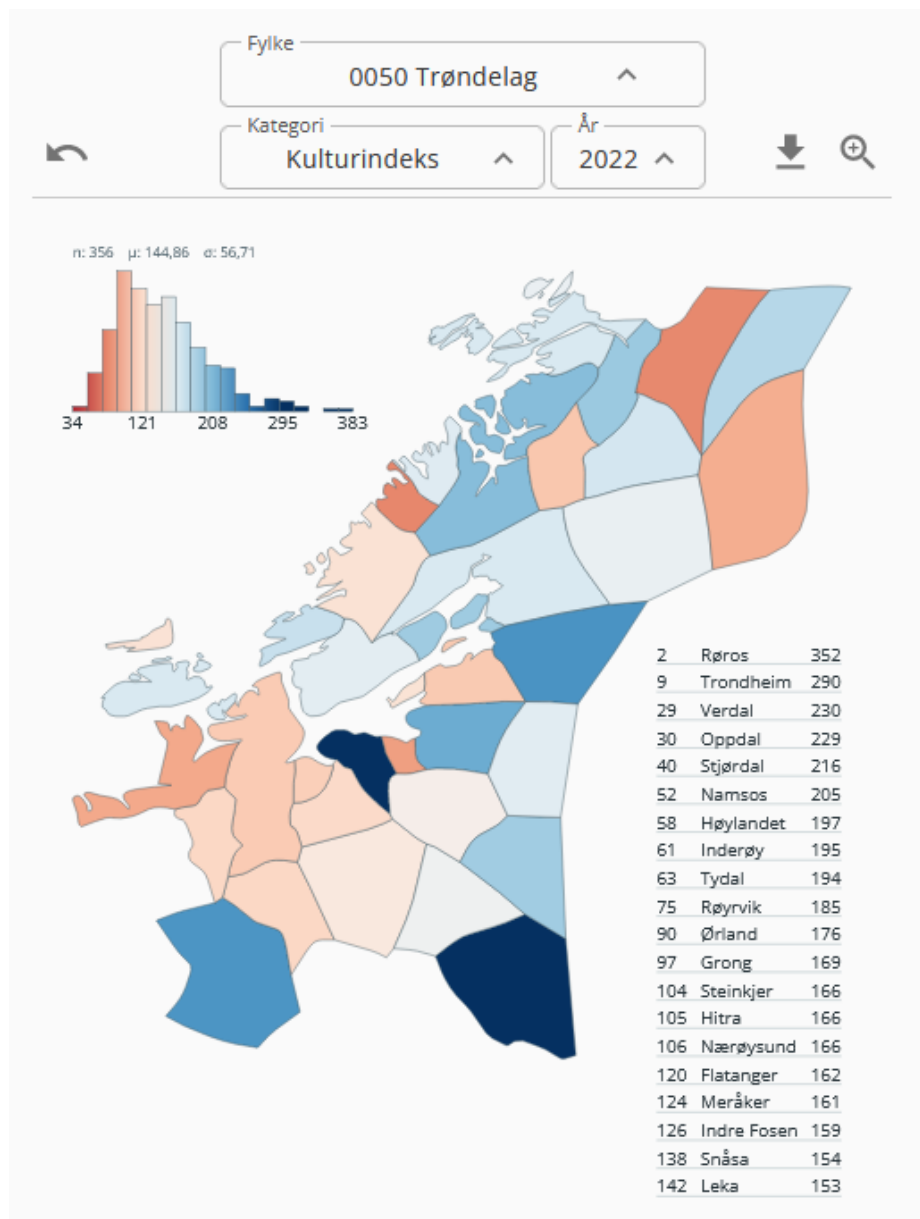 Fylke
0050 Trøndelag
Kategori
Kulturindeks
År
2022
n: 356 μ: 144,86 σ: 56,71
34 121 208 295 383
2 Røros 352
9 Trondheim 290
29 Verdal 230
30 Oppdal 229
40 Stjørdal 216
52 Namsos 205
58 Høylandet 197
61 Inderøy 195
63 Tydal 194
75 Røyrvik 185
90 Ørland 176
97 Grong 169
104 Steinkjer 166
105 Hitra 166
106 Nærøysund 166
120 Flatanger 162
124 Meråker 161
126 Indre Fosen 159
138 Snåsa 154
142 Leka 153